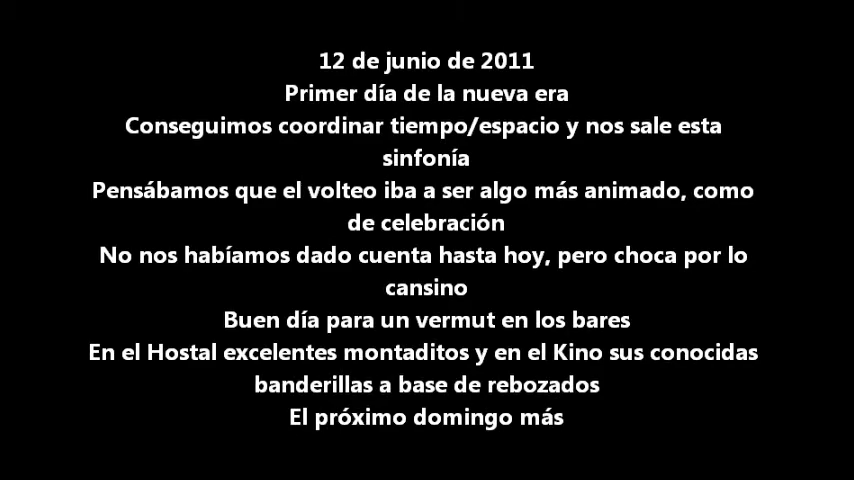 12 de junio de 2011
Primer día de la nueva era
Conseguimos coordinar tiempo/espacio y nos sale esta
sinfonía
Pensábamos que el volteo iba a ser algo más animado, como
de celebración
No nos habíamos dado cuenta hasta hoy, pero choca por lo
cansino
Buen día para un vermut en los bares
En el Hostal excelentes montaditos y en el Kino sus conocidas
banderillas a base de rebozados
El próximo domingo más